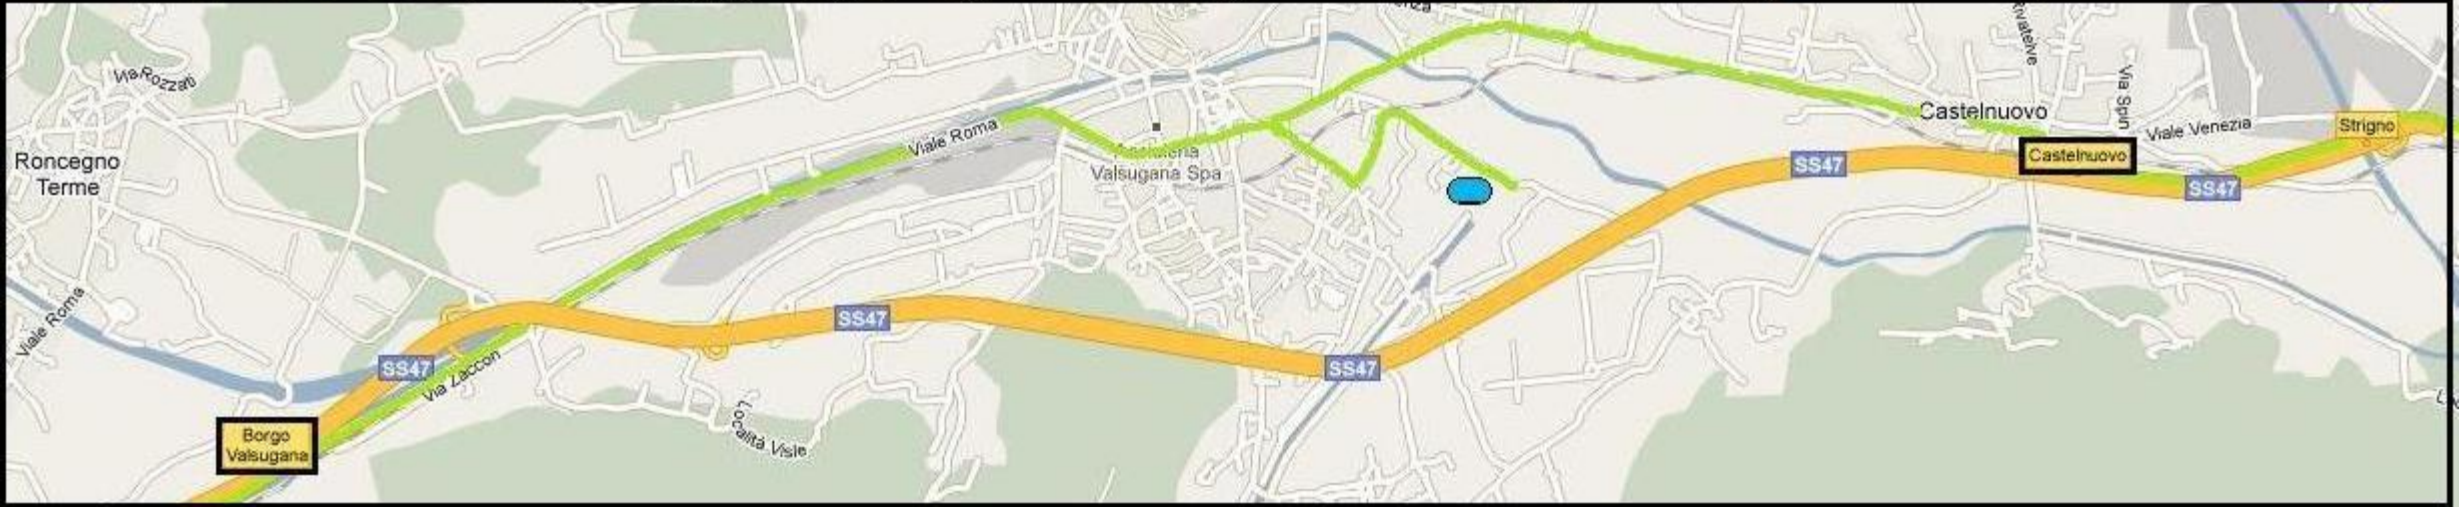 Via Rozzati
Roncegno
Terme
Viale Roma
Viale Roma
Valsugana Spa
SS47
Via Zaccon
Borgo
Valsugana
SS47
Località Visle
SS47
SS47
Castelnuovo
Castelnuovo
Via Spin
Viale Venezia
Strigno
SS47